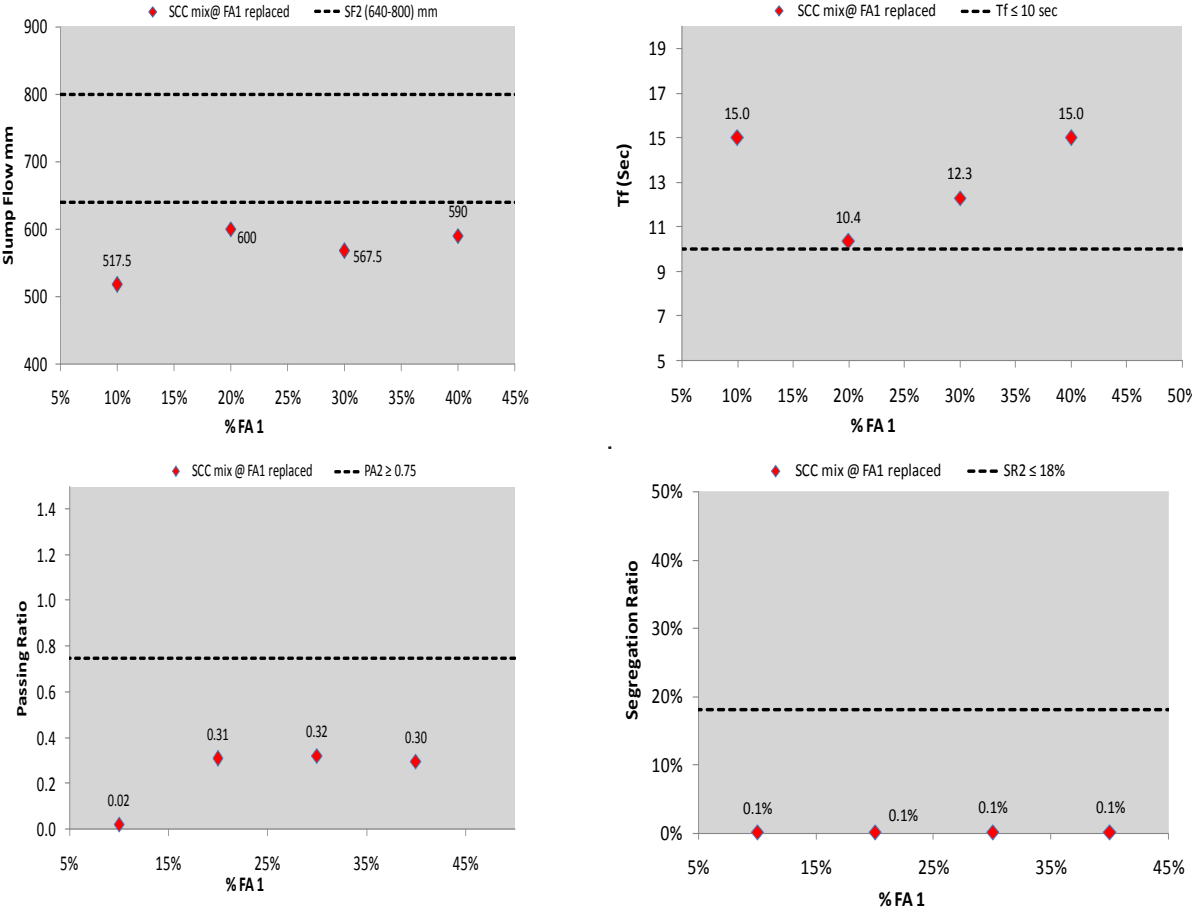 SCC mix@ FA1 replaced SF2 (640-800) mm
900
800
700
600
500
400
Slump Flow mm
517.5
600
567.5
590
5% 10% 15% 20% 25% 30% 35% 40% 45%
% FA 1
SCC mix@ FA1 replaced Tf ≤ 10 sec
19
17
15
13
11
9
7
5
Tf (Sec)
15.0
10.4
12.3
15.0
5% 10% 15% 20% 25% 30% 35% 40% 45% 50%
% FA 1
SCC mix @ FA1 replaced PA2 ≥ 0.75
1.4
1.2
1.0
0.8
0.6
0.4
0.2
0.0
Passing Ratio
0.02
0.31
0.32
0.30
5% 15% 25% 35% 45%
% FA 1
SCC mix @ FA1 replaced SR2 ≤ 18%
50%
40%
30%
20%
10%
0%
Segregation Ratio
0.1%
0.1%
0.1%
0.1%
5% 15% 25% 35% 45%
% FA 1